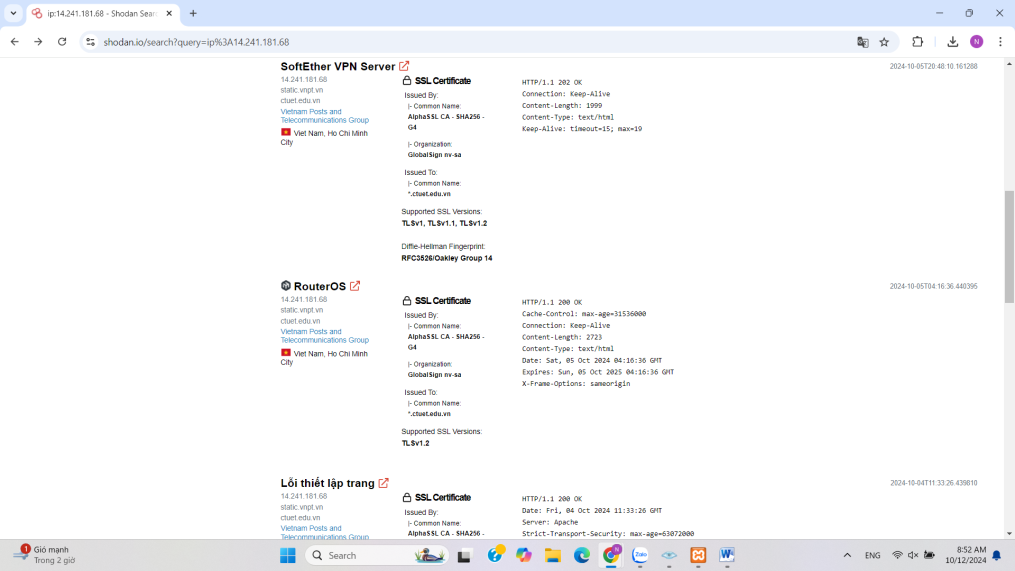 ip:14.241.181.68 - Shodan Sear
shodan.io/search?query=ip%3A14.241.181.68
N
SoftEther VPN Server
14.241.181.68
static.vnpt.vn
ctuet.edu.vn
Vietnam Posts and
Telecommunications Group
Viet Nam, Ho Chi Minh
City
SSL Certificate
Issued By:
|- Common Name:
AlphaSSL CA - SHA256 -
G4
|- Organization:
GlobalSign nv-sa
Issued To:
|- Common Name:
*.ctuet.edu.vn
Supported SSL Versions:
TLSv1, TLSv1.1, TLSv1.2
Diffie-Hellman Fingerprint:
RFC3526/Oakley Group 14
HTTP/1.1 202 OK
Connection: Keep-Alive
Content-Length: 1999
Content-Type: text/html
Keep-Alive: timeout=15; max=19
2024-10-05T20:48:10.161288
RouterOS
14.241.181.68
static.vnpt.vn
ctuet.edu.vn
Vietnam Posts and
Telecommunications Group
Viet Nam, Ho Chi Minh
City
SSL Certificate
Issued By:
|- Common Name:
AlphaSSL CA - SHA256 -
G4
|- Organization:
GlobalSign nv-sa
Issued To:
|- Common Name:
*.ctuet.edu.vn
Supported SSL Versions:
TLSv1.2
HTTP/1.1 200 OK
Cache-Control: max-age=31536000
Connection: Keep-Alive
Content-Length: 2723
Content-Type: text/html
Date: Sat, 05 Oct 2024 04:16:36 GMT
Expires: Sun, 05 Oct 2025 04:16:36 GMT
X-Frame-Options: sameorigin
2024-10-05T04:16:36.440395
Lỗi thiết lập trang
14.241.181.68
static.vnpt.vn
ctuet.edu.vn
Vietnam Posts and
Telecommunications Group
SSL Certificate
Issued By:
|- Common Name:
AlphaSSL CA - SHA256 -
HTTP/1.1 200 OK
Date: Fri, 04 Oct 2024 11:33:26 GMT
Server: Apache
Strict-Transport-Security: max-age=63072000
2024-10-04T11:33:26.439810
1
Gió mạnh
Trong 2 giờ
Search
N
Zalo
ENG
8:52 AM
10/12/2024